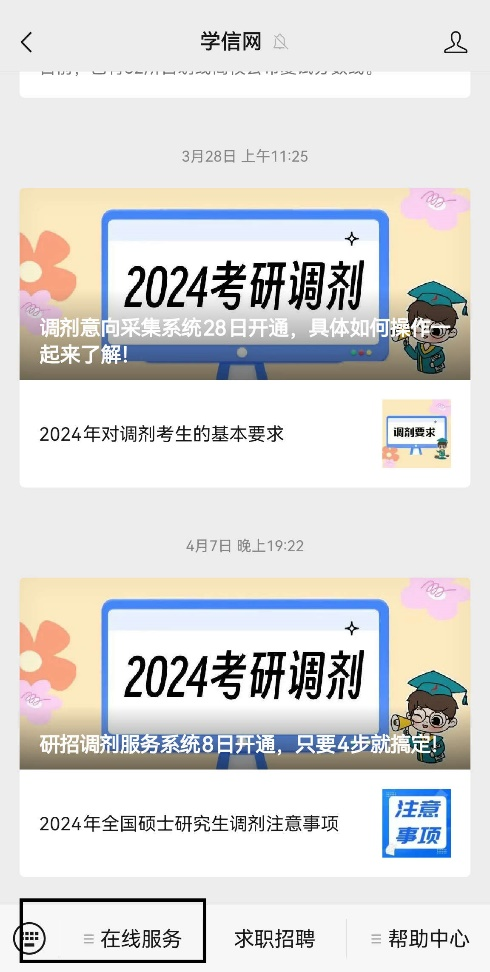 学信网
3月28日 上午11:25
2024考研调剂
调剂意向采集系统28日开通，具体如何操作一
起来了解！
2024年对调剂考生的基本要求
调剂要求
4月7日 晚上19:22
2024考研调剂
研招调剂服务系统8日开通，只要4步就搞定！
2024年全国硕士研究生调剂注意事项
注意
事项
在线服务 求职招聘 帮助中心